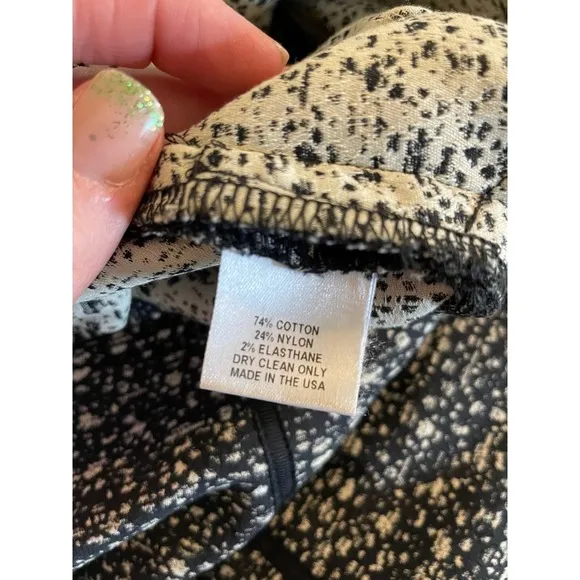 74% COTTON
24% NYLON
2% ELASTHANE
DRY CLEAN ONLY
MADE IN THE USA